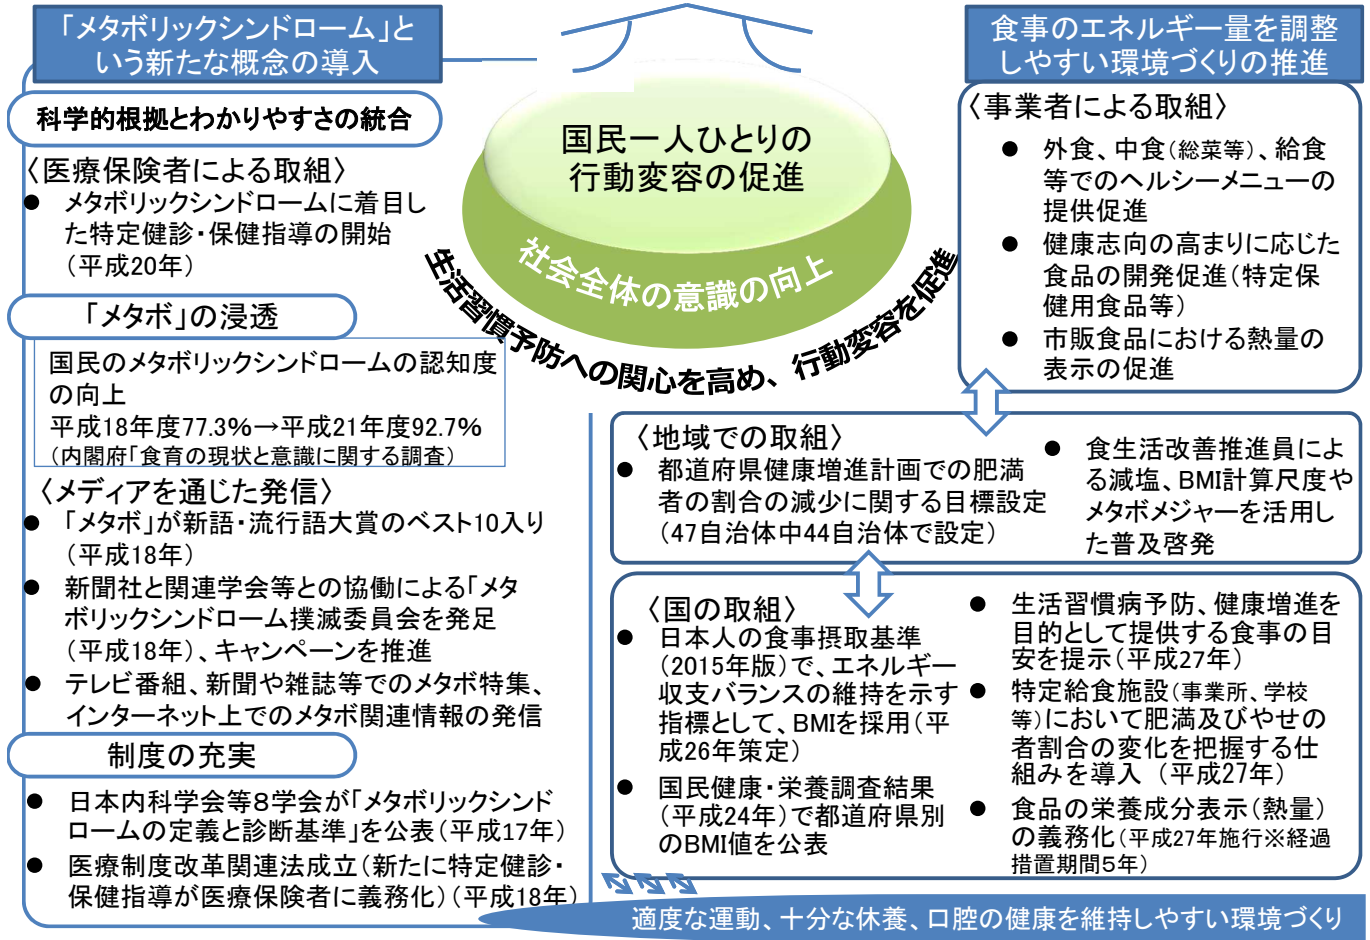 「メタボリックシンドローム」と
いう新たな概念の導入
科学的根拠とわかりやすさの統合
〈医療保険者による取組〉
● メタボリックシンドロームに着目し
た特定健診・保健指導の開始
（平成20年）
「メタボ」の浸透
国民のメタボリックシンドロームの認知度
の向上
平成18年度77.3％→平成21年度92.7％
（内閣府「食育の現状と意識に関する調査）
〈メディアを通じた発信〉
● 「メタボ」が新語・流行語大賞のベスト10入り
（平成18年）
● 新聞社と関連学会等との協働による「メタ
ボリックシンドローム撲滅委員会を発足
（平成18年）、キャンペーンを推進
● テレビ番組、新聞や雑誌等でのメタボ特集、
インターネット上でのメタボ関連情報の発信
制度の充実
● 日本内科学会等８学会が「メタボリックシンド
ロームの定義と診断基準」を公表（平成17年）
● 医療制度改革関連法成立（新たに特定健診・
保健指導が医療保険者に義務化）（平成18年）
国民一人ひとりの
行動変容の促進
社会全体の意識の向上
生活習慣予防への関心を高め、行動変容を促進
食事のエネルギー量を調整
しやすい環境づくりの推進
〈事業者による取組〉
● 外食、中食（総菜等）、給食
等でのヘルシーメニューの
提供促進
● 健康志向の高まりに応じた
食品の開発促進（特定保
健用食品等）
● 市販食品における熱量の
表示の促進
〈地域での取組〉
● 都道府県健康増進計画での肥満
者の割合の減少に関する目標設定
（47自治体中44自治体で設定）
● 食生活改善推進員によ
る減塩、BMI計算尺度や
メタボメジャーを活用し
た普及啓発
〈国の取組〉
● 日本人の食事摂取基準
（2015年版）で、エネルギー
収支バランスの維持を示す
指標として、BMIを採用（平
成26年策定）
● 国民健康・栄養調査結果
（平成24年）で都道府県別
のBMI値を公表
● 生活習慣病予防、健康増進を
目的として提供する食事の目
安を提示（平成27年）
● 特定給食施設（事業所、学校
等）において肥満及びやせの
者割合の変化を把握する仕
組みを導入 （平成27年）
● 食品の栄養成分表示（熱量）
の義務化（平成27年施行※経過
措置期間５年）
適度な運動、十分な休養、口腔の健康を維持しやすい環境づくり